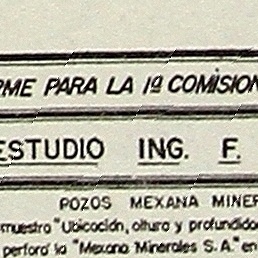 RME PARA LA 1ª COMISION
ESTUDIO ING. F.
POZOS MEXANA MINER
muestra "Ubicación, altura y profundidad
perforó la "Mexana Minerales S.A." en